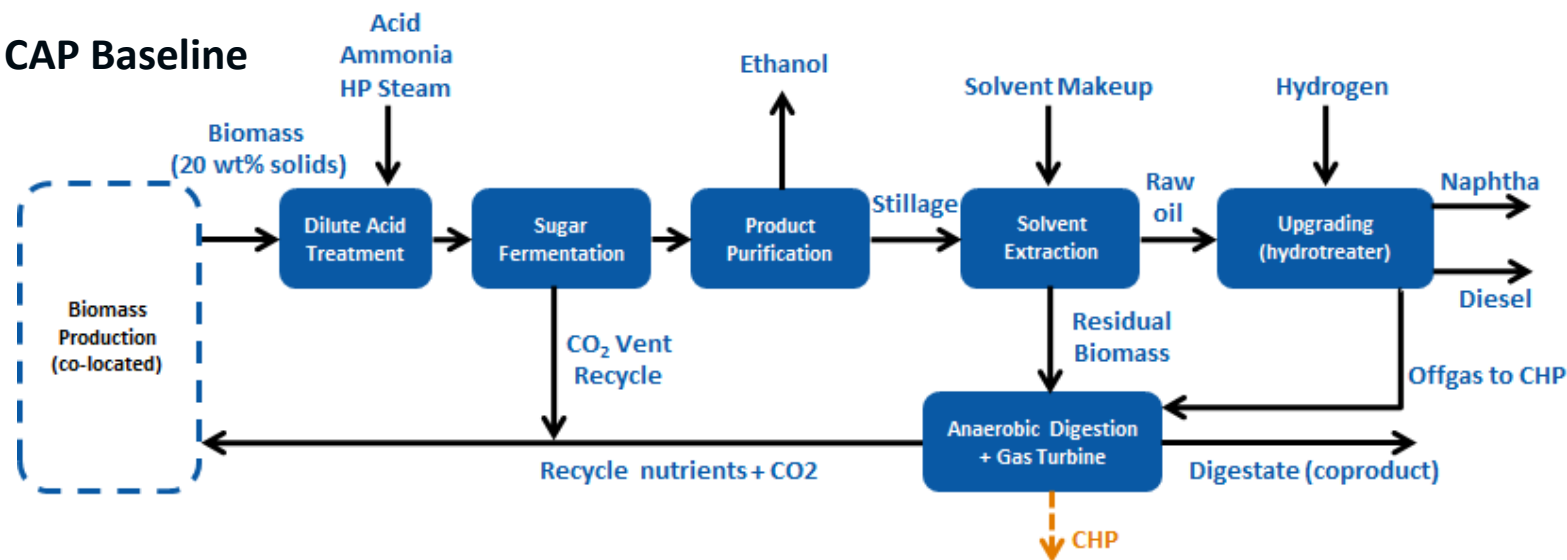 CAP Baseline
Acid
Ammonia
HP Steam
Ethanol
Solvent Makeup
Hydrogen
Biomass
(20 wt% solids)
Biomass
Production
(co-located)
Dilute Acid
Treatment
Sugar
Fermentation
Product
Purification
Stillage
Solvent
Extraction
Raw
oil
Upgrading
(hydrotreater)
Naphtha
Diesel
CO₂ Vent
Recycle
Residual
Biomass
Offgas to CHP
Anaerobic Digestion
+ Gas Turbine
Recycle nutrients + CO2
Digestate (coproduct)
CHP